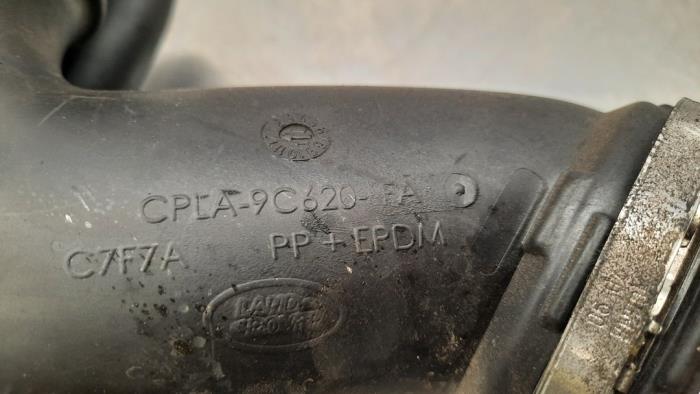 CPLA-9C620-FA
C7F7A PP + EPDM
LAND-
ROVER